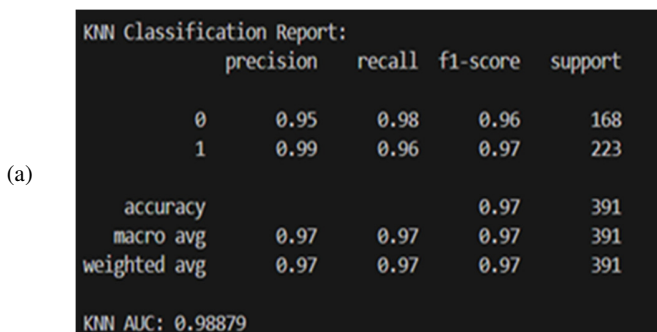 KNN Classification Report:
precision recall f1-score support
0 0.95 0.98 0.96 168
(a)
1 0.99 0.96 0.97 223
accuracy 0.97 391
macro avg 0.97 0.97 0.97 391
weighted avg 0.97 0.97 0.97 391
KNN AUC: 0.98879